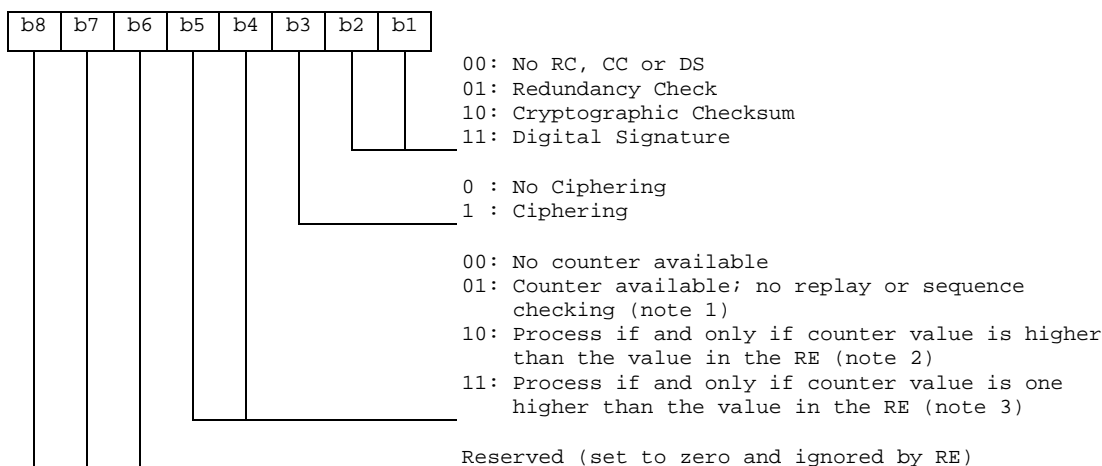 b8 b7 b6 b5 b4 b3 b2 b1
00: No RC, CC or DS
01: Redundancy Check
10: Cryptographic Checksum
11: Digital Signature
0 : No Ciphering
1 : Ciphering
00: No counter available
01: Counter available; no replay or sequence
checking (note 1)
10: Process if and only if counter value is higher
than the value in the RE (note 2)
11: Process if and only if counter value is one
higher than the value in the RE (note 3)
Reserved (set to zero and ignored by RE)